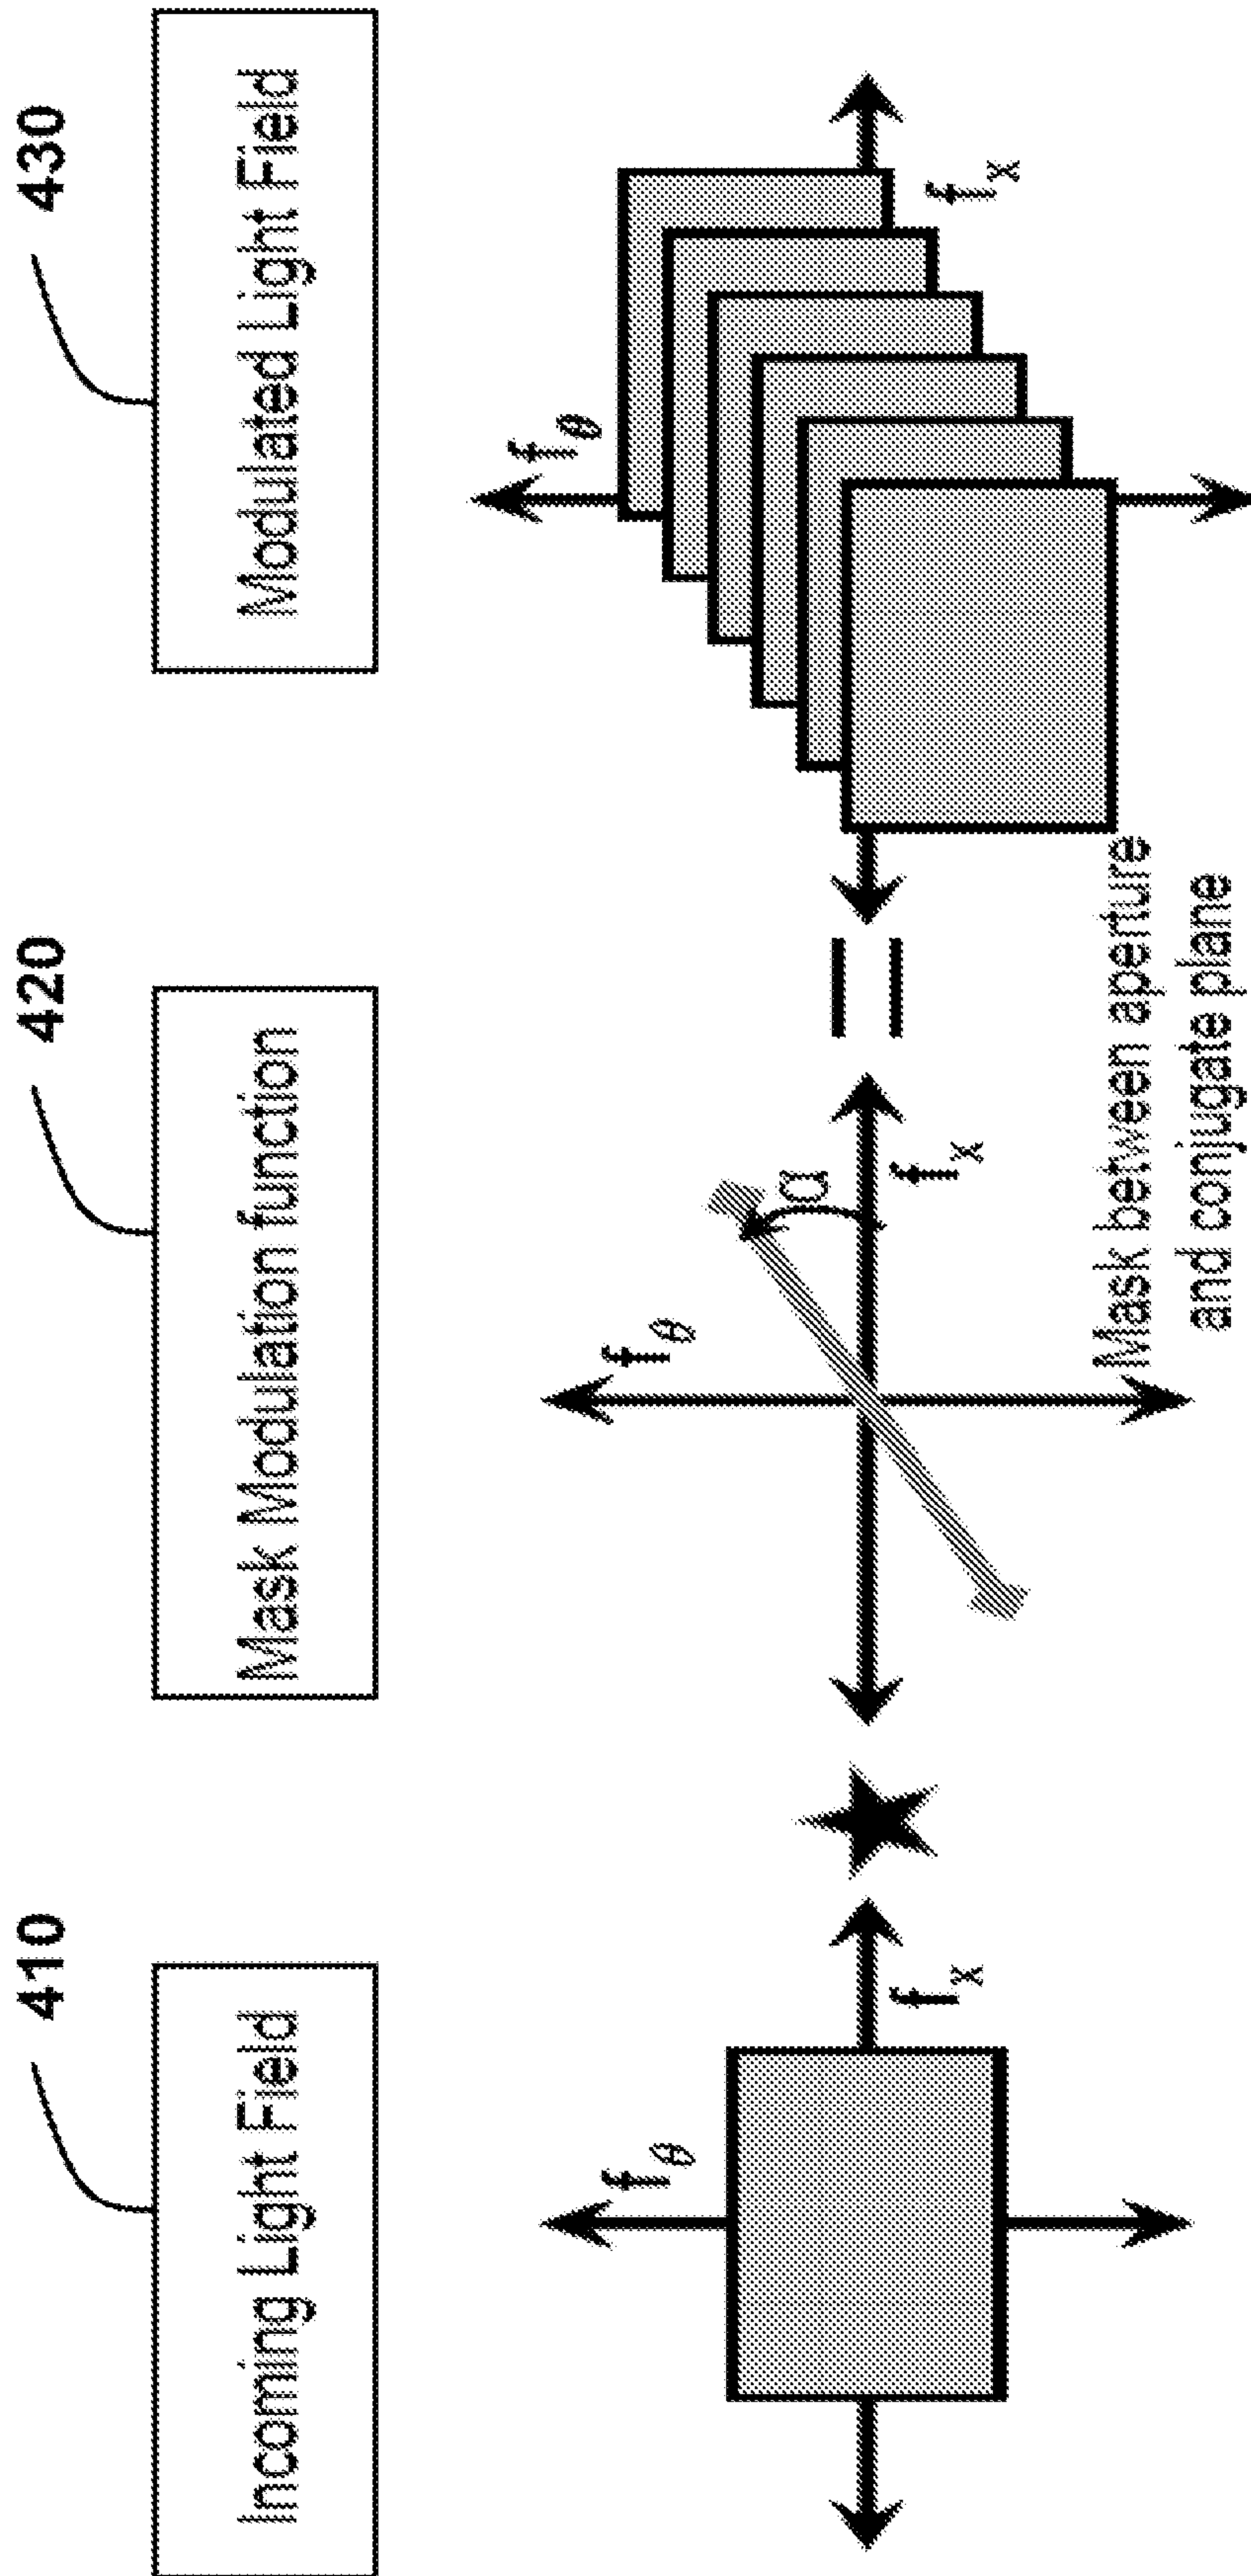 410
Incoming Light Field
f_θ
f_x
420
Mask Modulation function
f_θ
α
f_x
=
430
Modulated Light Field
f_θ
f_x
Mask between aperture
and conjugate plane